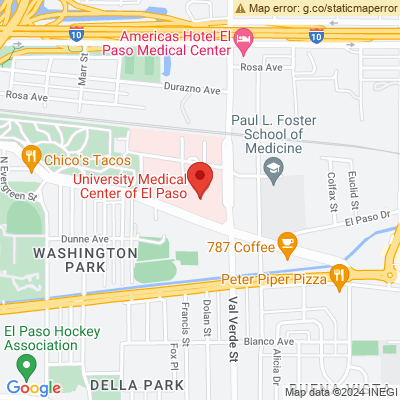 Map error: g.co/staticmaperror
Americas Hotel El
Paso Medical Center
10
10
Marr St
Rosa Ave
Durazno Ave
Rosa Ave
Paul L. Foster
School of
Medicine
Chico's Tacos
N Evergreen St
University Medical
Center of El Paso
Colfax St
Euclid St
El Paso Dr
Dunne Ave
WASHINGTON
PARK
787 Coffee
Peter Piper Pizza
El Paso Hockey
Association
Francis St
Dolan St
Val Verde St
Fox Pl
Blanco Ave
Alicia Dr
DELLA PARK
BUENA VISTA
Google
Map data ©2024 INEGI